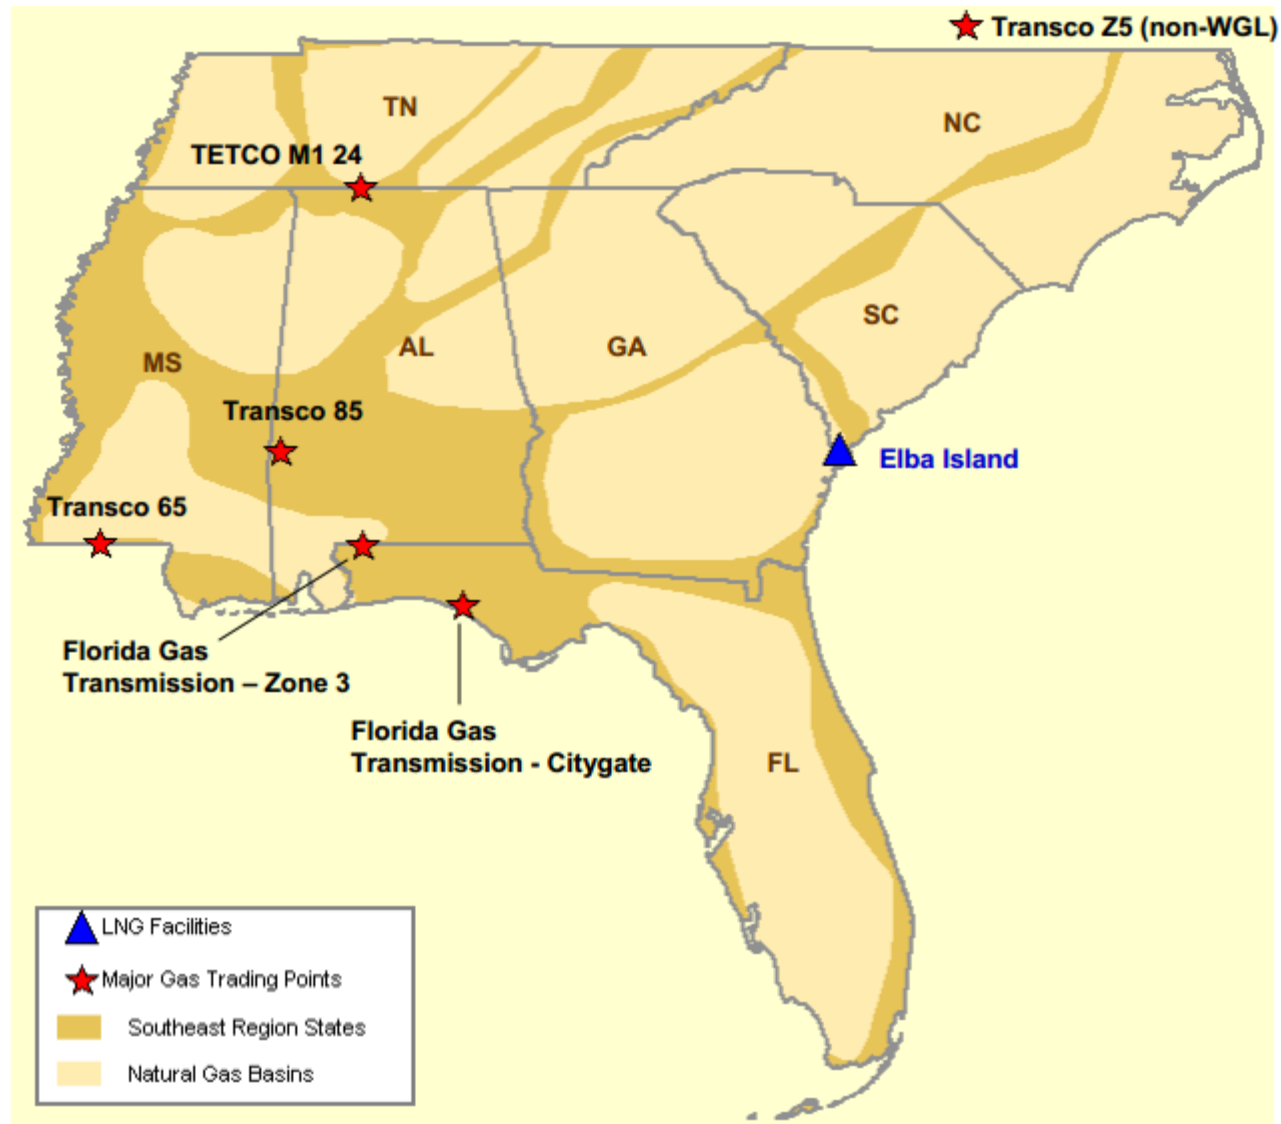 Transco Z5 (non-WGL)
TN
NC
TETCO M1 24
SC
MS
AL
GA
Transco 85
Elba Island
Transco 65
Florida Gas
Transmission – Zone 3
Florida Gas
Transmission - Citygate
FL
LNG Facilities
Major Gas Trading Points
Southeast Region States
Natural Gas Basins